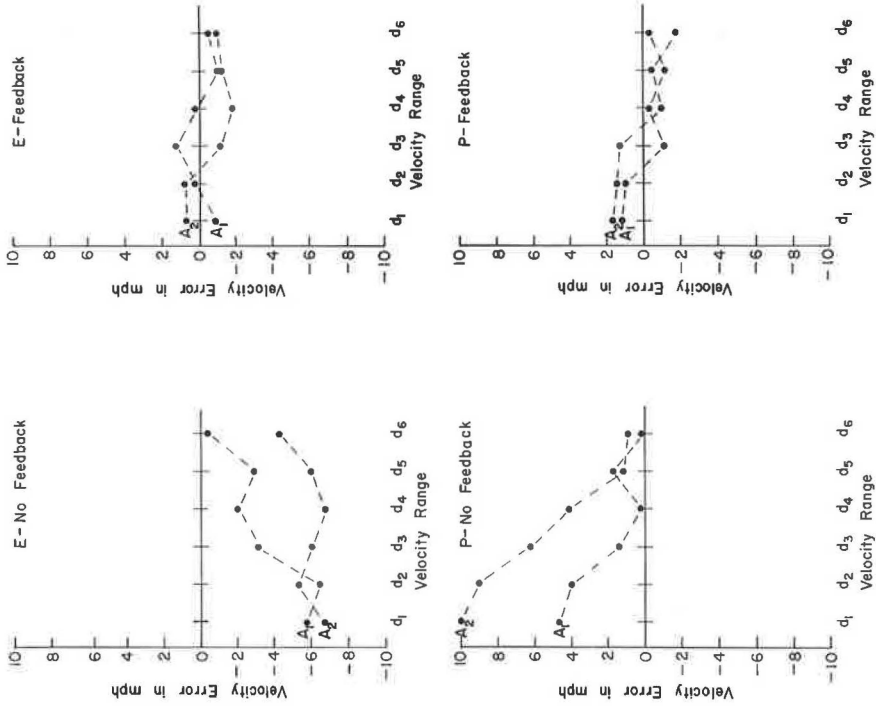 E-No Feedback
10
8
6
4
2
0
-2
-4
-6
-8
-10
Velocity Error in mph
A1
A2
d1 d2 d3 d4 d5 d6
Velocity Range
E-Feedback
10
8
6
4
2
0
-2
-4
-6
-8
-10
Velocity Error in mph
A2
A1
d1 d2 d3 d4 d5 d6
Velocity Range
P-No Feedback
10
8
6
4
2
0
-2
-4
-6
-8
-10
Velocity Error in mph
A2
A1
d1 d2 d3 d4 d5 d6
Velocity Range
P-Feedback
10
8
6
4
2
0
-2
-4
-6
-8
-10
Velocity Error in mph
A2
A1
d1 d2 d3 d4 d5 d6
Velocity Range